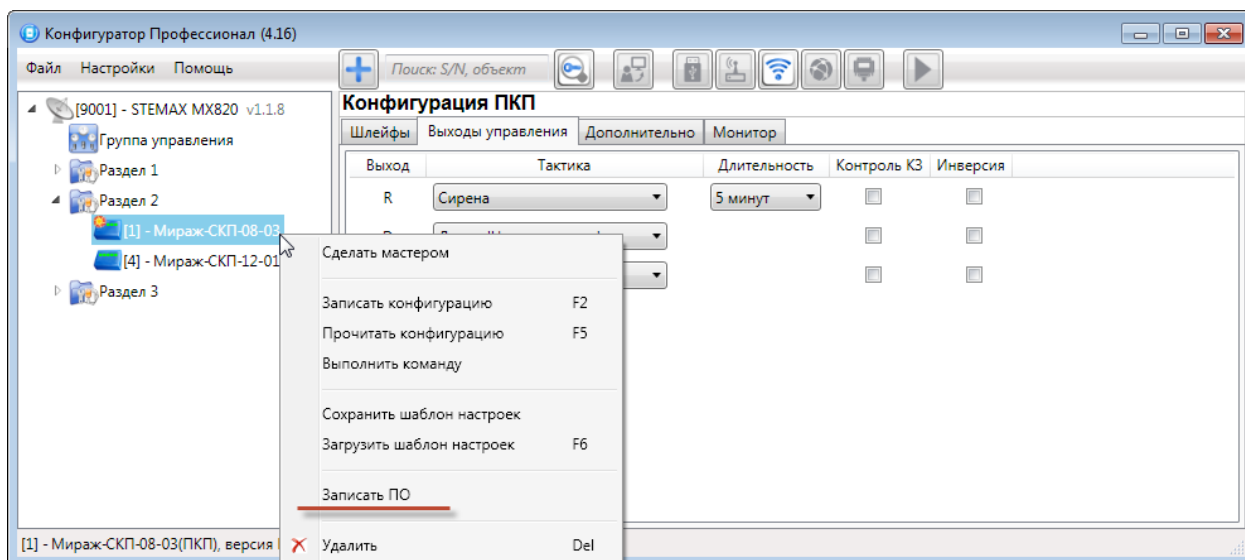 Конфигуратор Профессионал (4.16)
Файл Настройки Помощь
Поиск: S/N, объект
[9001] - STEMAX MX820 v1.1.8
Группа управления
Раздел 1
Раздел 2
[1] - Мираж-СКП-08-03
[4] - Мираж-СКП-12-01
Раздел 3
Конфигурация ПКП
Шлейфы Выходы управления Дополнительно Монитор
Выход Тактика Длительность Контроль КЗ Инверсия
R Сирена 5 минут
Сделать мастером
Записать конфигурацию F2
Прочитать конфигурацию F5
Выполнить команду
Сохранить шаблон настроек
Загрузить шаблон настроек F6
Записать ПО
Удалить Del
[1] - Мираж-СКП-08-03(ПКП), версия